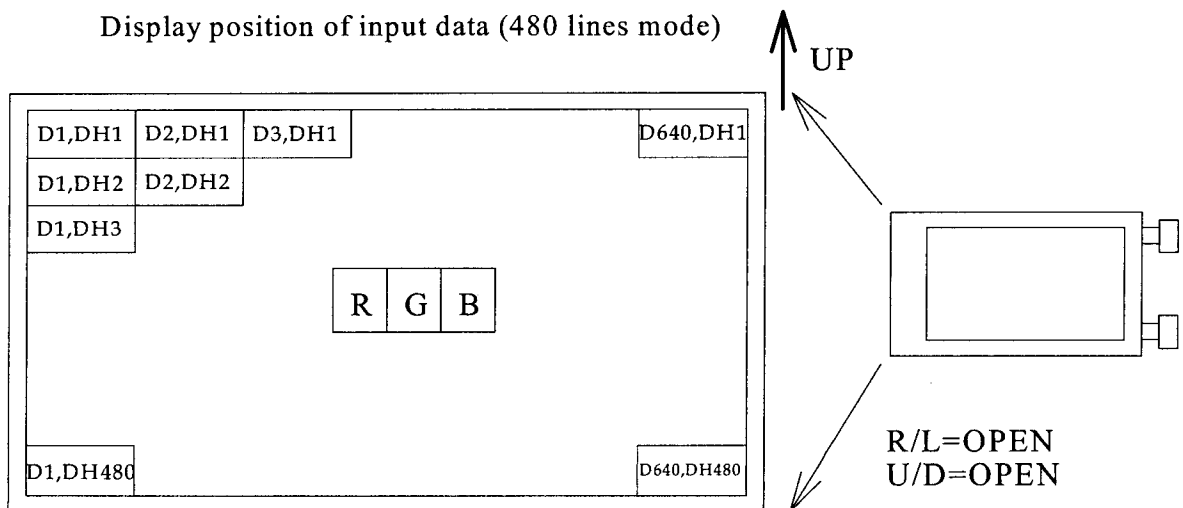 Display position of input data (480 lines mode)
UP
D1,DH1 D2,DH1 D3,DH1 D640,DH1
D1,DH2 D2,DH2
D1,DH3
R G B
D1,DH480 D640,DH480
R/L=OPEN
U/D=OPEN